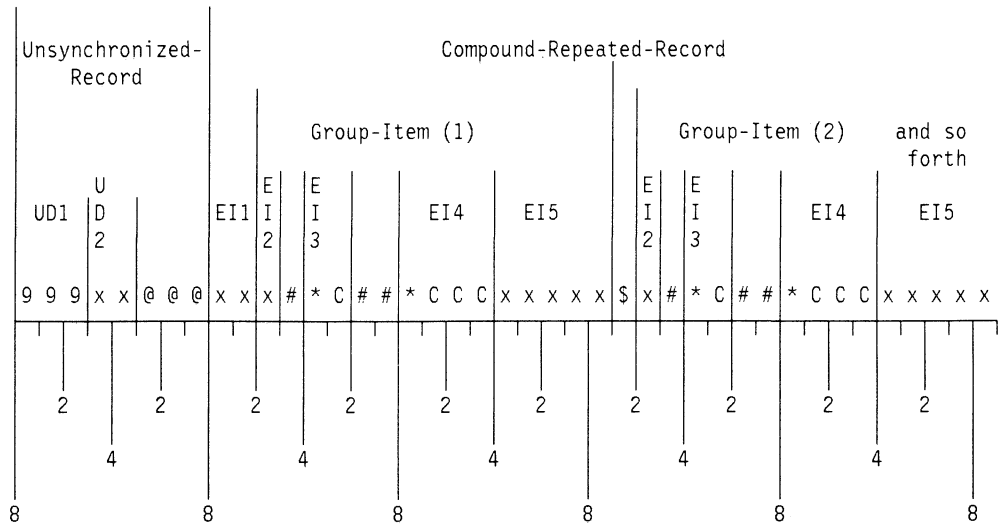 Unsynchronized-
Record
Compound-Repeated-Record
Group-Item (1)
Group-Item (2)
and so
forth
UD1
U
D
2
EI1
E
I
2
E
I
3
EI4
EI5
E
I
2
E
I
3
EI4
EI5
9 9 9 x x @ @ @ x x x # * C # # * C C C x x x x x $ x # * C # # * C C C x x x x x
2 2 2 2 2 2 2 2 2 2
4 4 4 4 4
8 8 8 8 8 8